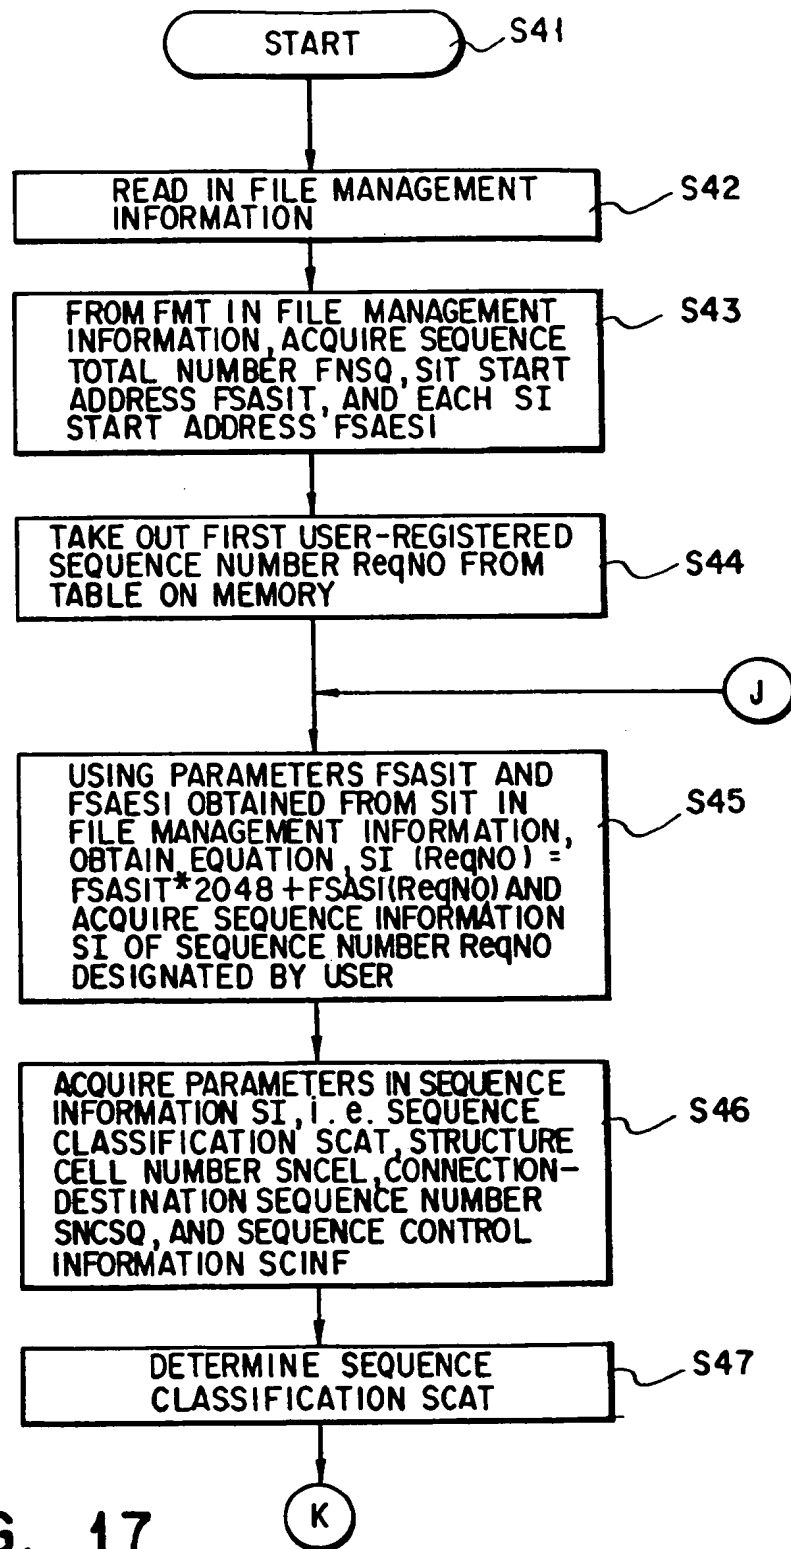 START
S41
READ IN FILE MANAGEMENT
INFORMATION
S42
FROM FMT IN FILE MANAGEMENT
INFORMATION, ACQUIRE SEQUENCE
TOTAL NUMBER FNSQ, SIT START
ADDRESS FSASIT, AND EACH SI
START ADDRESS FSAESI
S43
TAKE OUT FIRST USER-REGISTERED
SEQUENCE NUMBER ReqNO FROM
TABLE ON MEMORY
S44
J
USING PARAMETERS FSASIT AND
FSAESI OBTAINED FROM SIT IN
FILE MANAGEMENT INFORMATION,
OBTAIN EQUATION, SI (ReqNO) =
FSASIT*2048+FSASI(ReqNO) AND
ACQUIRE SEQUENCE INFORMATION
SI OF SEQUENCE NUMBER ReqNO
DESIGNATED BY USER
S45
ACQUIRE PARAMETERS IN SEQUENCE
INFORMATION SI, i.e. SEQUENCE
CLASSIFICATION SCAT, STRUCTURE
CELL NUMBER SNCEL, CONNECTION-
DESTINATION SEQUENCE NUMBER
SNCSQ, AND SEQUENCE CONTROL
INFORMATION SCINF
S46
DETERMINE SEQUENCE
CLASSIFICATION SCAT
S47
K
G. 17